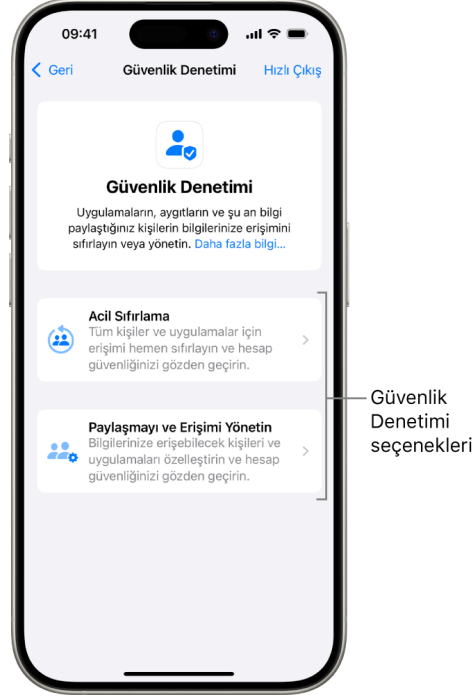 09:41
Geri
Güvenlik Denetimi
Hızlı Çıkış
Güvenlik Denetimi
Uygulamaların, aygıtların ve şu an bilgi
paylaştığınız kişilerin bilgilerinize erişimini
sıfırlayın veya yönetin. Daha fazla bilgi...
Acil Sıfırlama
Tüm kişiler ve uygulamalar için
erişimi hemen sıfırlayın ve hesap
güvenliğinizi gözden geçirin.
Paylaşmayı ve Erişimi Yönetin
Bilgilerinize erişebilecek kişileri ve
uygulamaları özelleştirin ve hesap
güvenliğinizi gözden geçirin.
Güvenlik
Denetimi
seçenekleri